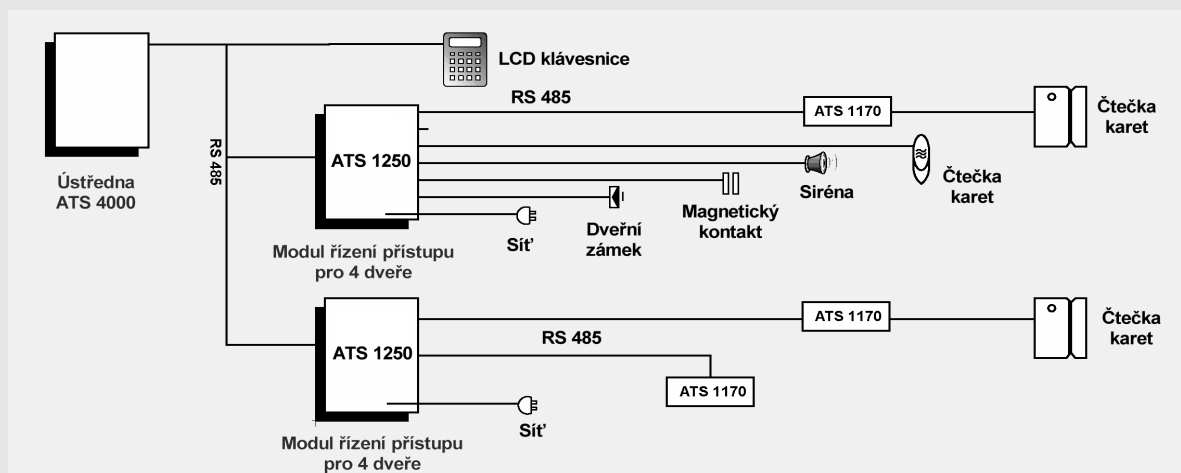 LCD klávesnice
RS 485
ATS 1170
Čtečka
karet
RS 485
ATS 1250
Ústředna
ATS 4000
Čtečka
karet
Siréna
Magnetický
kontakt
Dveřní
zámek
Síť
Modul řízení přístupu
pro 4 dveře
ATS 1170
Čtečka
karet
RS 485
ATS 1250
ATS 1170
Síť
Modul řízení přístupu
pro 4 dveře